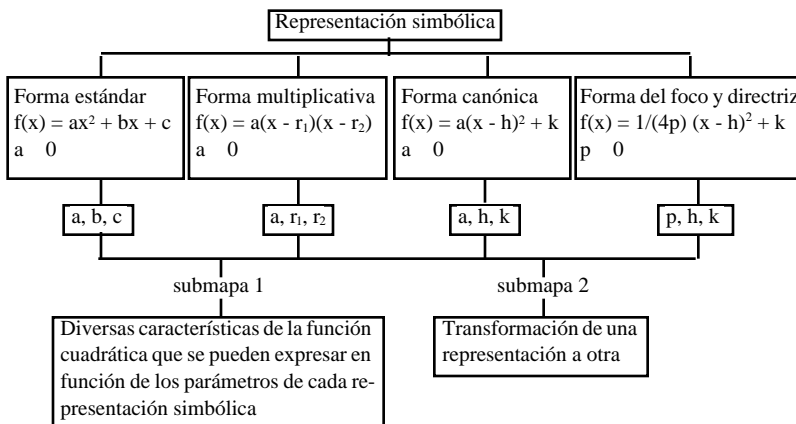 Representación simbólica
Forma estándar
f(x) = ax² + bx + c
a 0
Forma multiplicativa
f(x) = a(x - r₁)(x - r₂)
a 0
Forma canónica
f(x) = a(x - h)² + k
a 0
Forma del foco y directriz
f(x) = 1/(4p) (x - h)² + k
p 0
a, b, c
a, r₁, r₂
a, h, k
p, h, k
submapa 1
submapa 2
Diversas características de la función
cuadrática que se pueden expresar en
función de los parámetros de cada re-
presentación simbólica
Transformación de una
representación a otra